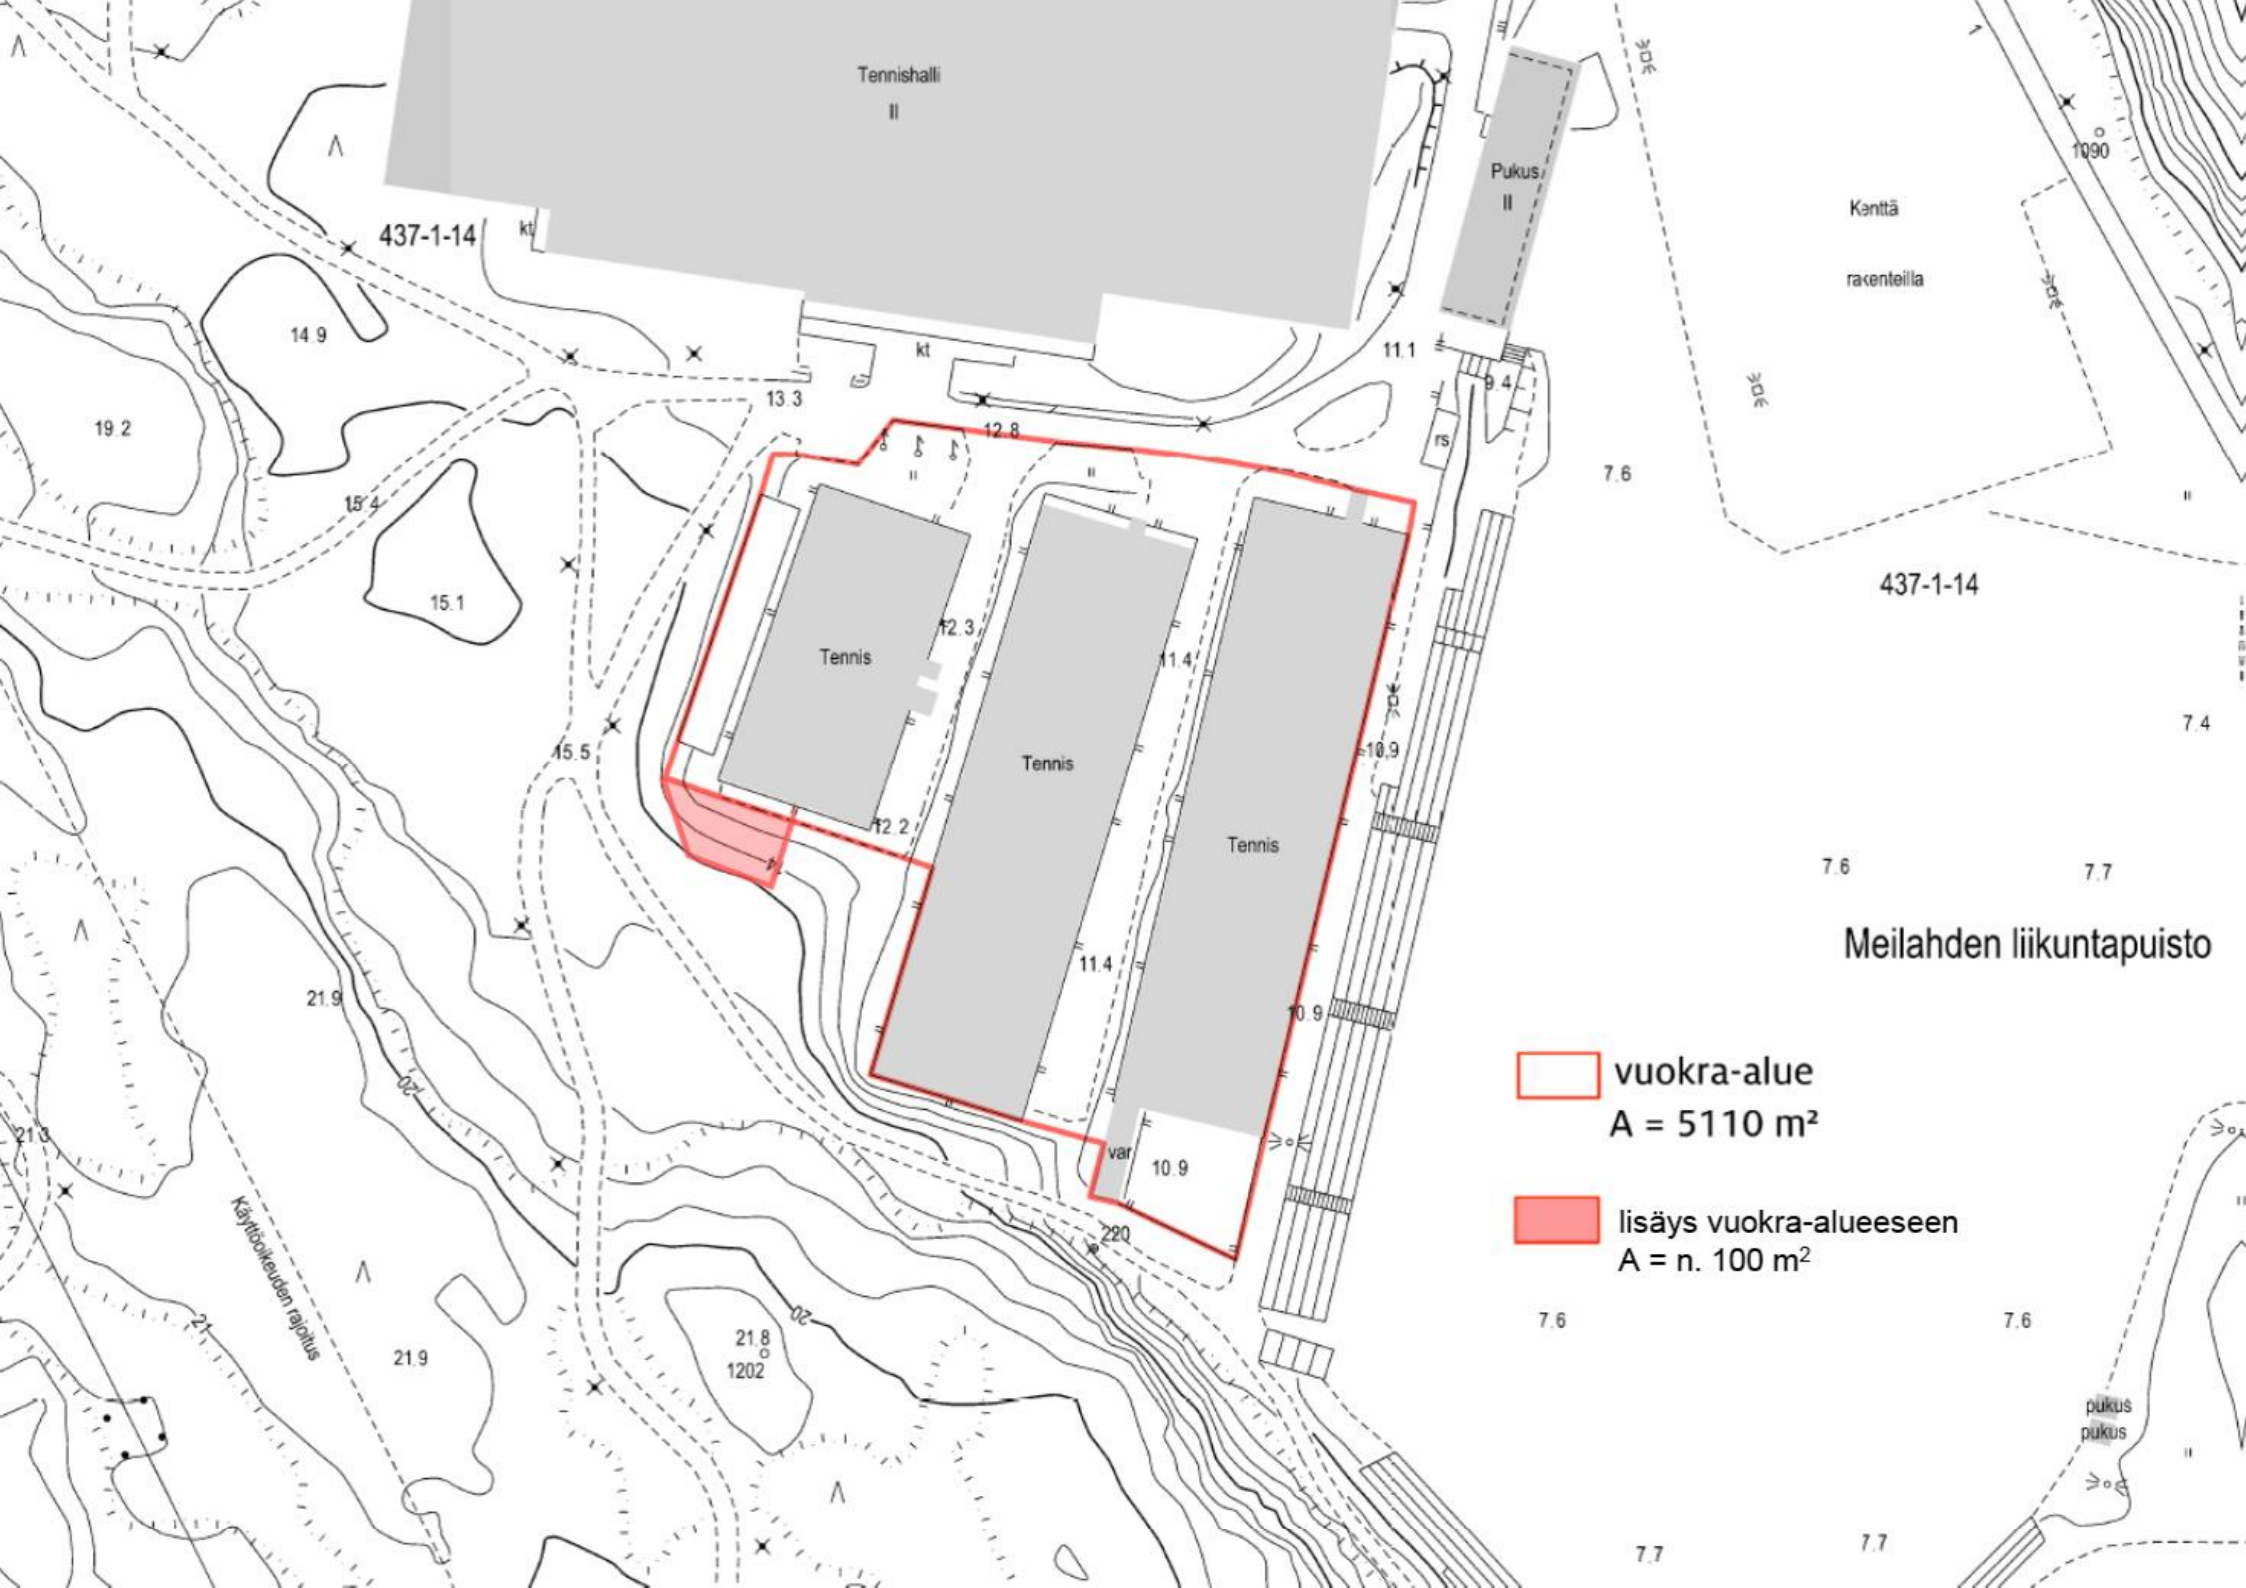 Tennishalli
II
1090
Pukus
II
Kenttä
437-1-14
kt
rakenteilla
14.9
kt
11.1
9.4
13.3
19.2
12.8
rs
7.6
15.4
437-1-14
15.1
12.3
Tennis
11.4
7.4
15.5
10.9
Tennis
12.2
Tennis
7.6
7.7
Meilahden liikuntapuisto
11.4
21.9
10.9
vuokra-alue
A = 5110 m²
20
21.3
var
10.9
lisäys vuokra-alueeseen
A = n. 100 m²
220
Käyttöoikeuden rajoitus
21
20
7.6
7.6
21.8
1202
21.9
pukus
pukus
7.7
7.7